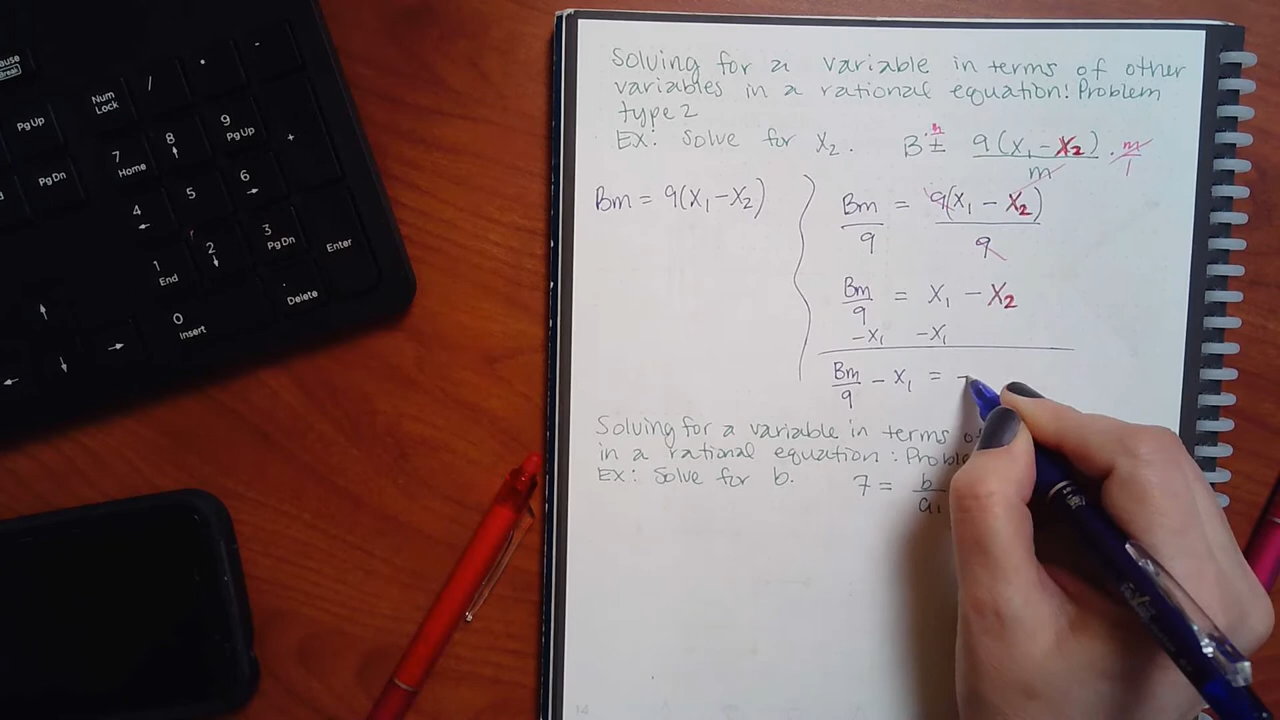 Solving for a variable in terms of other
variables in a rational equation: Problem
type 2
EX: Solve for X₂. B = 9(X₁ - X₂) / m · m/1
Bm = 9(X₁ - X₂)
Bm/9 = 9(X₁ - X₂)/9
Bm/9 = X₁ - X₂
-X₁ -X₁
Bm/9 - X₁ = -
Solving for a variable in terms of
in a rational equation: Proble
EX: Solve for b. 7 = b/a₁
ause
Break
PgUp
PgDn
Num
Lock
/
.
-
7
Home
8
9
PgUp
+
4
5
6
1
End
2
3
PgDn
Enter
0
Insert
.
Delete
14